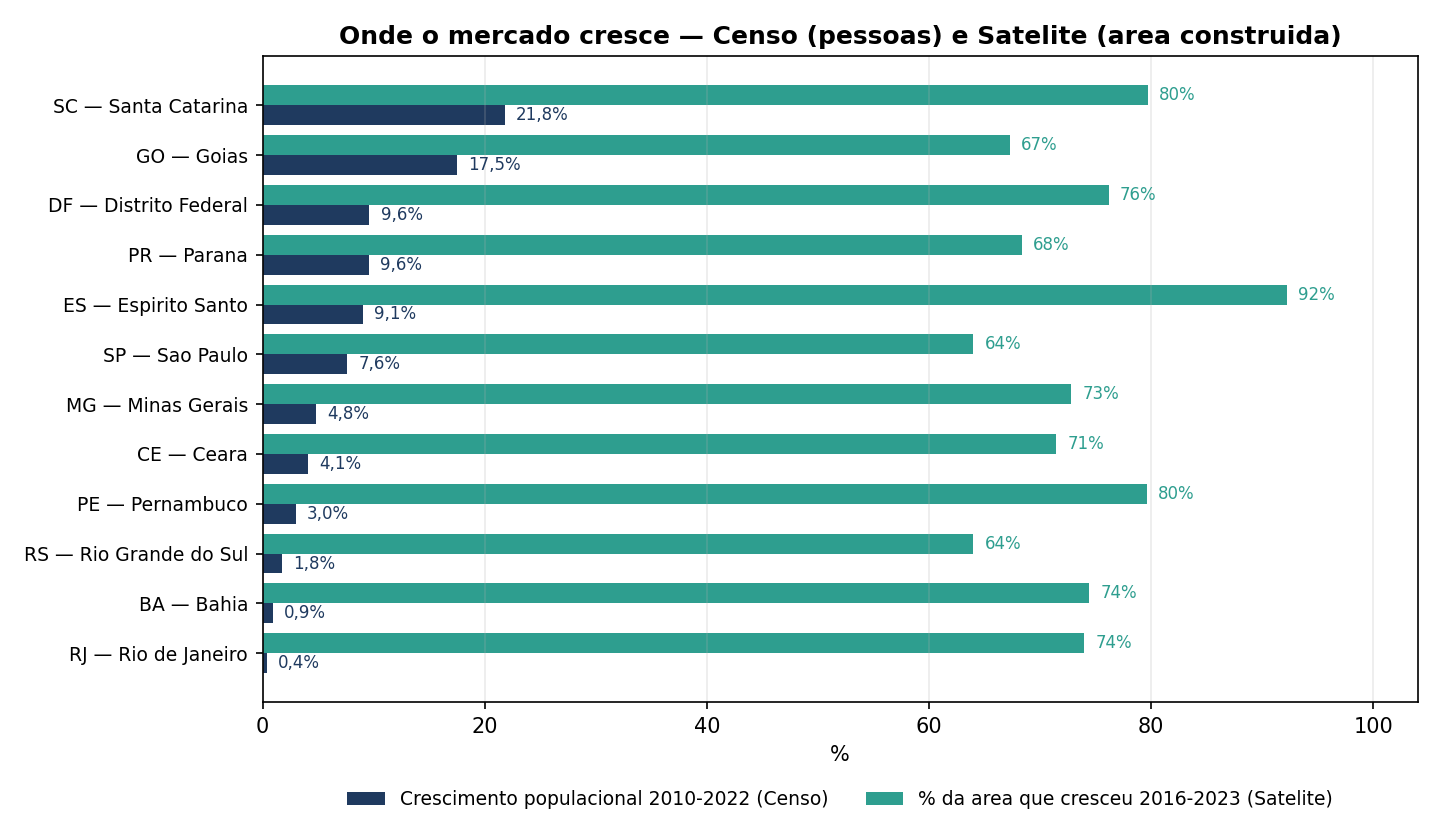 Onde o mercado cresce — Censo (pessoas) e Satelite (area construida)
SC — Santa Catarina
80%
21,8%
GO — Goias
67%
17,5%
DF — Distrito Federal
76%
9,6%
PR — Parana
68%
9,6%
ES — Espirito Santo
92%
9,1%
SP — Sao Paulo
64%
7,6%
MG — Minas Gerais
73%
4,8%
CE — Ceara
71%
4,1%
PE — Pernambuco
80%
3,0%
RS — Rio Grande do Sul
64%
1,8%
BA — Bahia
74%
0,9%
RJ — Rio de Janeiro
74%
0,4%
0 20 40 60 80 100
%
Crescimento populacional 2010-2022 (Censo) % da area que cresceu 2016-2023 (Satelite)